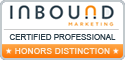 INBOUND
MARKETING
CERTIFIED PROFESSIONAL
★ HONORS DISTINCTION ★